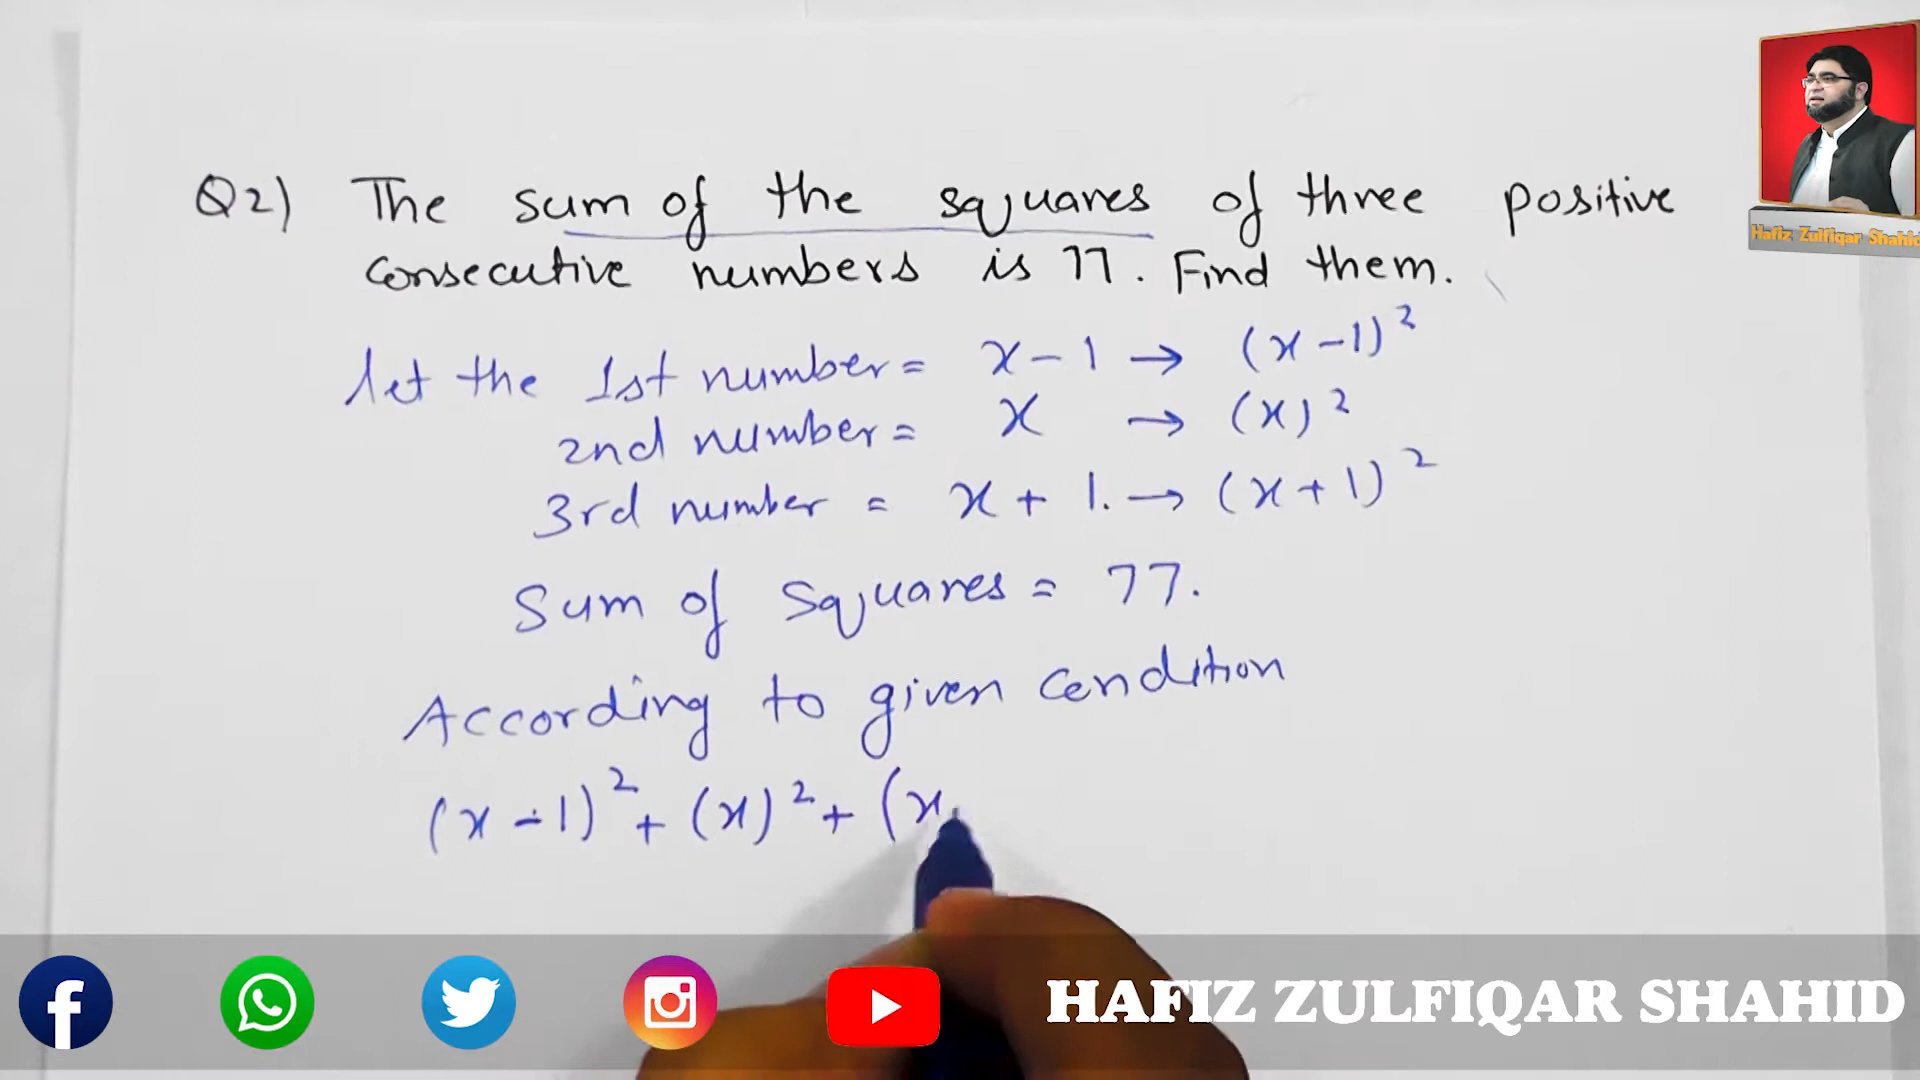 Q2) The sum of the squares of three positive
consecutive numbers is 77. Find them.
let the 1st number = x - 1 → (x - 1)²
2nd number = x → (x)²
3rd number = x + 1. → (x + 1)²
Sum of squares = 77.
According to given condition
(x - 1)² + (x)² + (x
Hafiz Zulfiqar Shahid
HAFIZ ZULFIQAR SHAHID